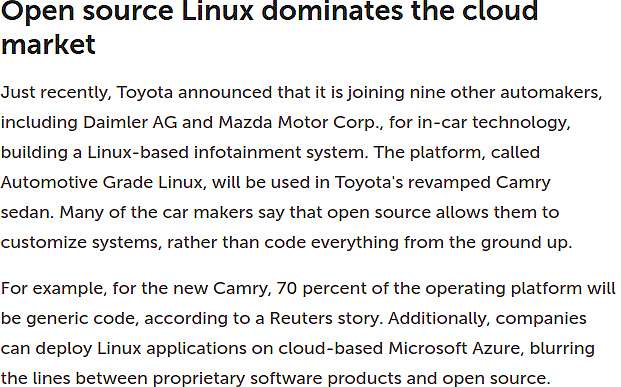 Open source Linux dominates the cloud
market
Just recently, Toyota announced that it is joining nine other automakers,
including Daimler AG and Mazda Motor Corp., for in-car technology,
building a Linux-based infotainment system. The platform, called
Automotive Grade Linux, will be used in Toyota's revamped Camry
sedan. Many of the car makers say that open source allows them to
customize systems, rather than code everything from the ground up.
For example, for the new Camry, 70 percent of the operating platform will
be generic code, according to a Reuters story. Additionally, companies
can deploy Linux applications on cloud-based Microsoft Azure, blurring
the lines between proprietary software products and open source.